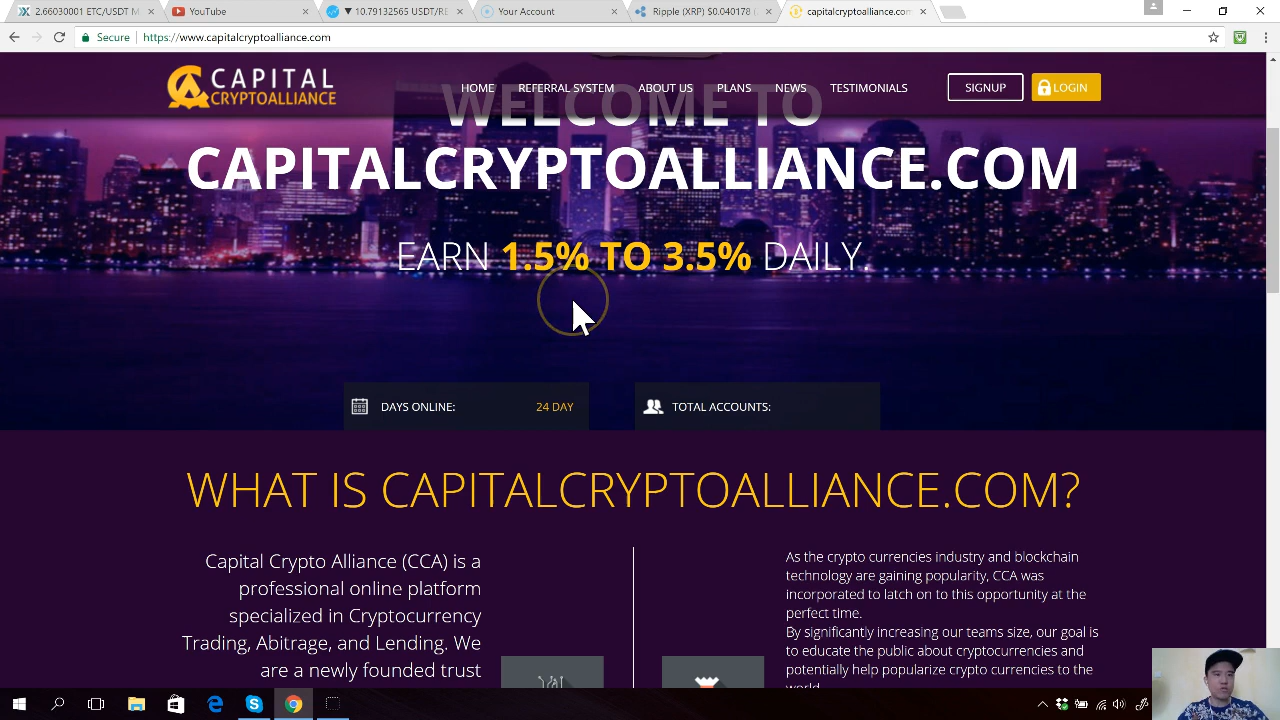 2.66030001 ETC/USDT M
YouTube
▼ 10.79132565 USDT/RE
Your Account
Ripple (XRP) $0.040178 (
capitalcryptoalliance.com
Secure
https://www.capitalcryptoalliance.com
CAPITAL
CRYPTOALLIANCE
HOME
REFERRAL SYSTEM
ABOUT US
PLANS
NEWS
TESTIMONIALS
SIGNUP
LOGIN
WELCOME TO
CAPITALCRYPTOALLIANCE.COM
EARN 1.5% TO 3.5% DAILY.
DAYS ONLINE:
24 DAY
TOTAL ACCOUNTS:
WHAT IS CAPITALCRYPTOALLIANCE.COM?
Capital Crypto Alliance (CCA) is a
professional online platform
specialized in Cryptocurrency
Trading, Abitrage, and Lending. We
are a newly founded trust
As the crypto currencies industry and blockchain
technology are gaining popularity, CCA was
incorporated to latch on to this opportunity at the
perfect time.
By significantly increasing our teams size, our goal is
to educate the public about cryptocurrencies and
potentially help popularize crypto currencies to the
world